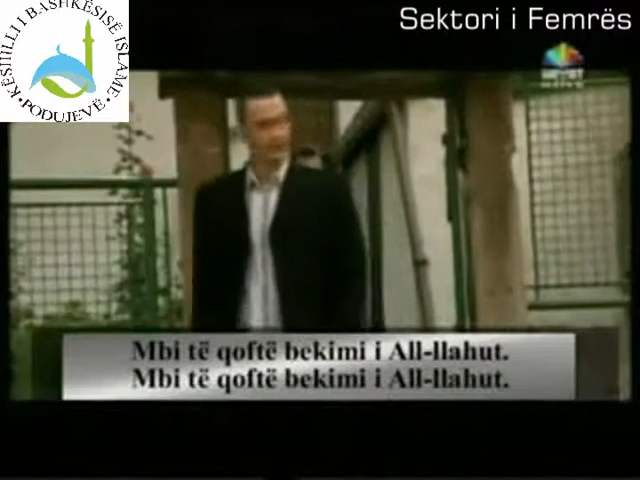 KËSHILLI I BASHKËSISË ISLAME
• PODUJEVË •
Sektori i Femrës
Mbi të qoftë bekimi i All-llahut.
Mbi të qoftë bekimi i All-llahut.